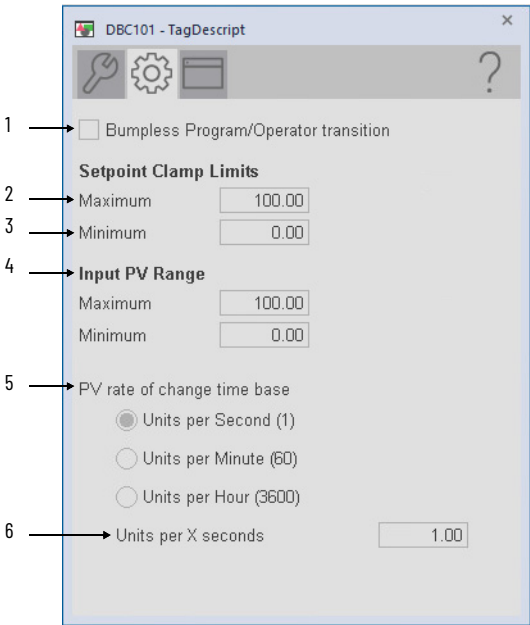 DBC101 - TagDescript
×
?
1 Bumpless Program/Operator transition
Setpoint Clamp Limits
2 Maximum 100.00
3 Minimum 0.00
4 Input PV Range
Maximum 100.00
Minimum 0.00
5 PV rate of change time base
Units per Second (1)
Units per Minute (60)
Units per Hour (3600)
6 Units per X seconds 1.00